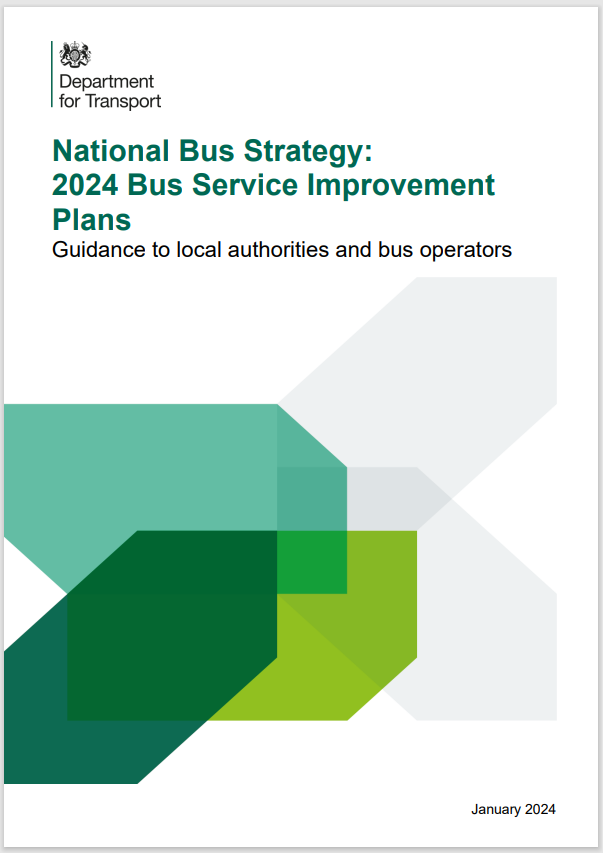 Department
for Transport
National Bus Strategy:
2024 Bus Service Improvement
Plans
Guidance to local authorities and bus operators
January 2024